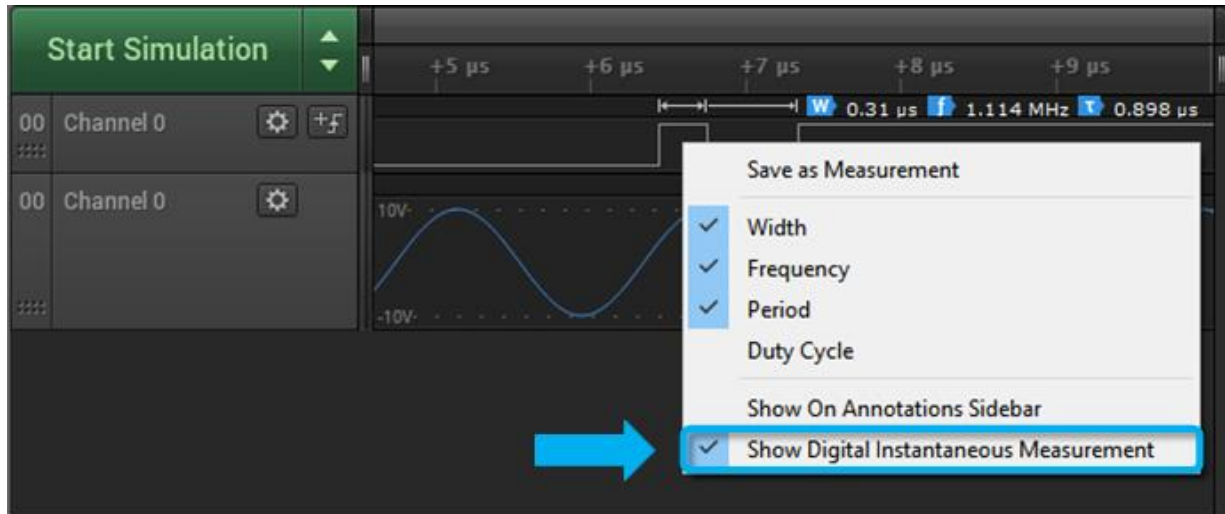 Start Simulation
+5 µs +6 µs +7 µs +8 µs +9 µs
00 Channel 0 +f
W 0.31 µs f 1.114 MHz τ 0.898 µs
00 Channel 0
10V
-10V
Save as Measurement
Width
Frequency
Period
Duty Cycle
Show On Annotations Sidebar
Show Digital Instantaneous Measurement